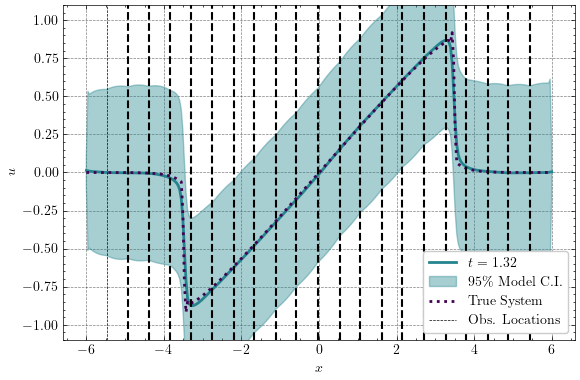 1.00
0.75
0.50
0.25
0.00
−0.25
−0.50
−0.75
−1.00
u
−6
−4
−2
0
2
4
6
x
t = 1.32
95% Model C.I.
True System
Obs. Locations